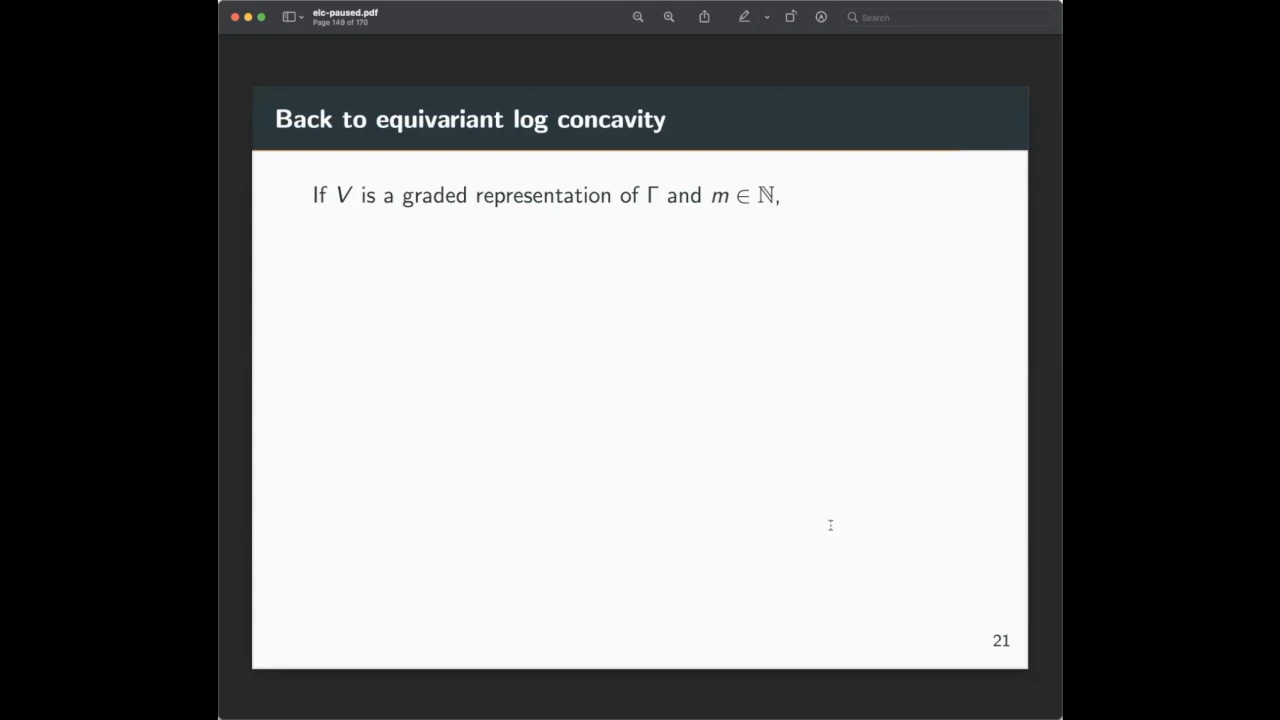 elc-paused.pdf
Page 149 of 170
Search
Back to equivariant log concavity
If V is a graded representation of Γ and m ∈ ℕ,
21